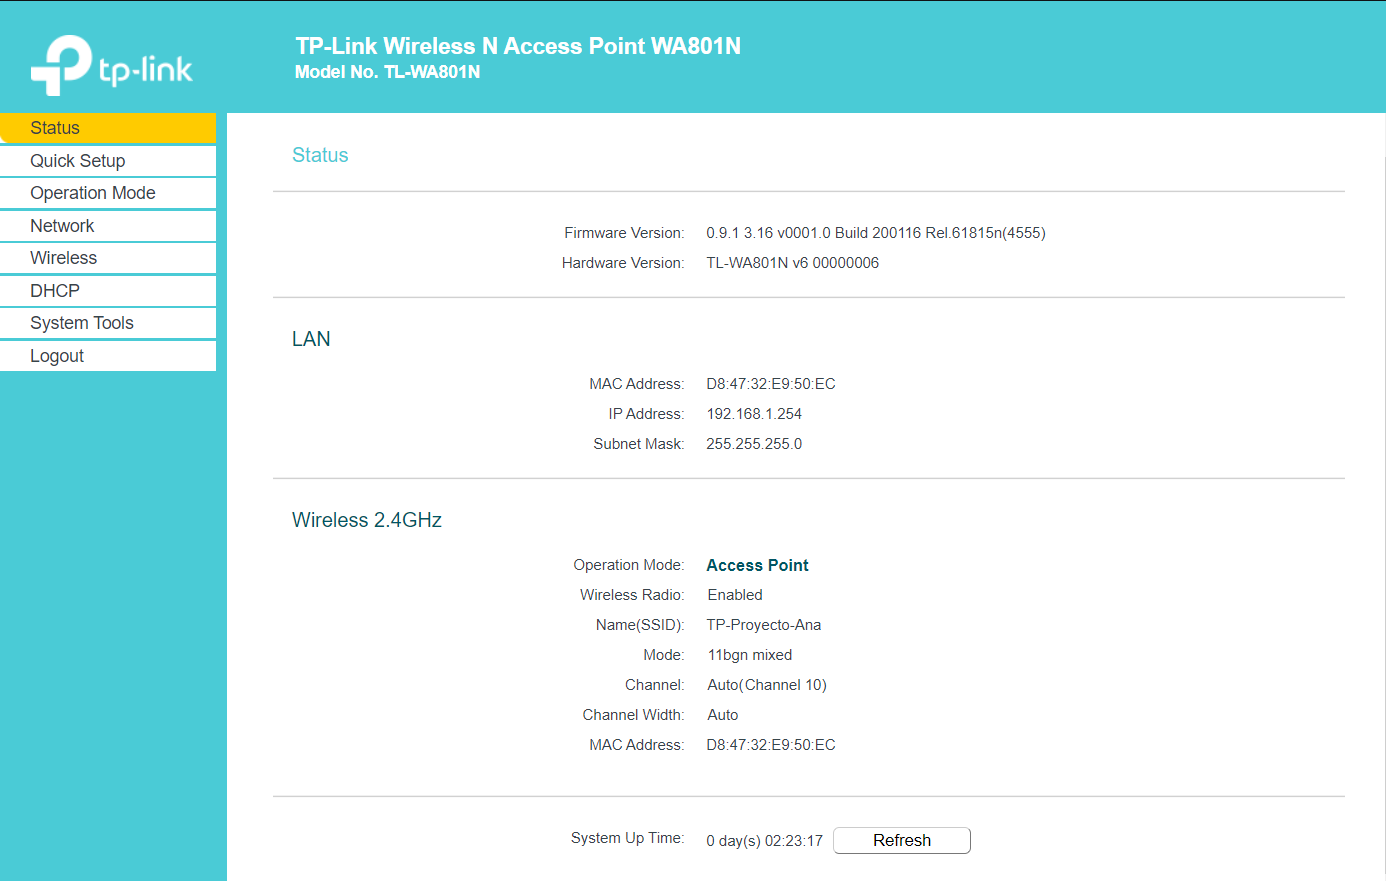 tp-link
TP-Link Wireless N Access Point WA801N
Model No. TL-WA801N
Status
Quick Setup
Operation Mode
Network
Wireless
DHCP
System Tools
Logout
Status
Firmware Version: 0.9.1 3.16 v0001.0 Build 200116 Rel.61815n(4555)
Hardware Version: TL-WA801N v6 00000006
LAN
MAC Address: D8:47:32:E9:50:EC
IP Address: 192.168.1.254
Subnet Mask: 255.255.255.0
Wireless 2.4GHz
Operation Mode: Access Point
Wireless Radio: Enabled
Name(SSID): TP-Proyecto-Ana
Mode: 11bgn mixed
Channel: Auto(Channel 10)
Channel Width: Auto
MAC Address: D8:47:32:E9:50:EC
System Up Time: 0 day(s) 02:23:17 Refresh